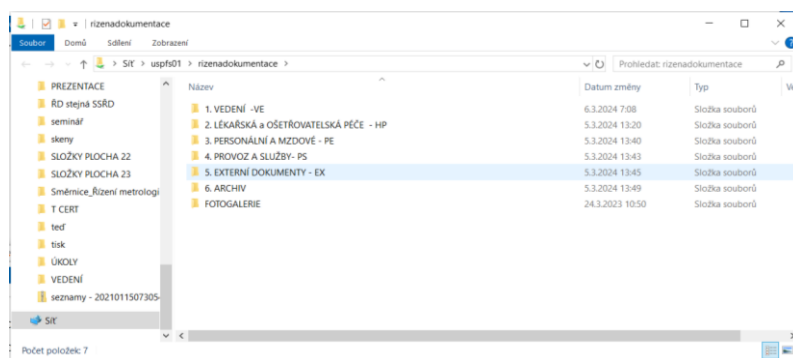 rizenadokumentace
Soubor Domů Sdílení Zobrazení
Síť > uspfs01 > rizenadokumentace >
Prohledat: rizenadokumentace
PREZENTACE
ŘD stejná SSŘD
seminář
skeny
SLOŽKY PLOCHA 22
SLOŽKY PLOCHA 23
Směrnice_Řízení metrologi
T CERT
teď
tisk
ÚKOLY
VEDENÍ
seznamy - 2021011507305
Síť
Název Datum změny Typ
1. VEDENÍ -VE 6.3.2024 7:08 Složka souborů
2. LÉKAŘSKÁ a OŠETŘOVATELSKÁ PÉČE - HP 5.3.2024 13:20 Složka souborů
3. PERSONÁLNÍ A MZDOVÉ - PE 5.3.2024 13:40 Složka souborů
4. PROVOZ A SLUŽBY- PS 5.3.2024 13:43 Složka souborů
5. EXTERNÍ DOKUMENTY - EX 5.3.2024 13:45 Složka souborů
6. ARCHIV 5.3.2024 13:49 Složka souborů
FOTOGALERIE 24.3.2023 10:50 Složka souborů
Počet položek: 7